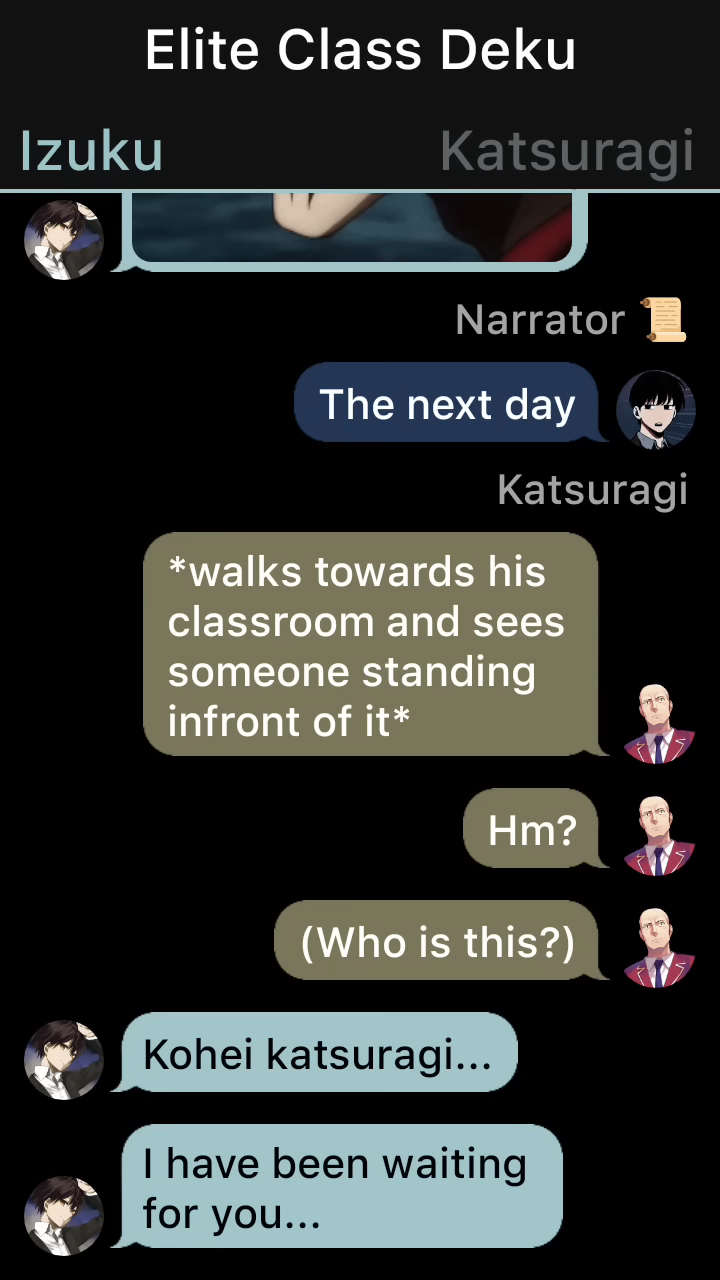 Elite Class Deku
Izuku
Katsuragi
Narrator 📜
The next day
Katsuragi
*walks towards his
classroom and sees
someone standing
infront of it*
Hm?
(Who is this?)
Kohei katsuragi...
I have been waiting
for you...